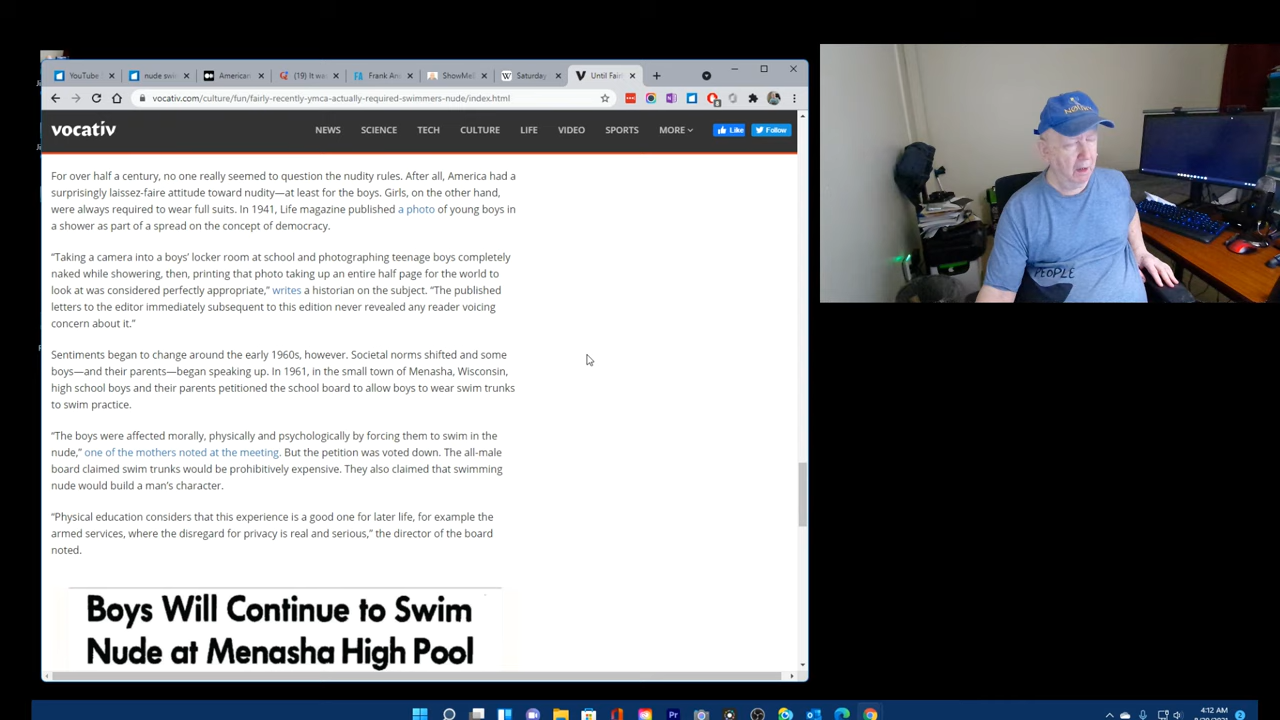 YouTube
nude swi
American
(19) It wa
Frank An
ShowMe
Saturday
Until Fair
vocativ.com/culture/fun/fairly-recently-ymca-actually-required-swimmers-nude/index.html
vocativ
NEWS
SCIENCE
TECH
CULTURE
LIFE
VIDEO
SPORTS
MORE
Like
Follow
For over half a century, no one really seemed to question the nudity rules. After all, America had a
surprisingly laissez-faire attitude toward nudity—at least for the boys. Girls, on the other hand,
were always required to wear full suits. In 1941, Life magazine published a photo of young boys in
a shower as part of a spread on the concept of democracy.
“Taking a camera into a boys’ locker room at school and photographing teenage boys completely
naked while showering, then, printing that photo taking up an entire half page for the world to
look at was considered perfectly appropriate,” writes a historian on the subject. “The published
letters to the editor immediately subsequent to this edition never revealed any reader voicing
concern about it.”
Sentiments began to change around the early 1960s, however. Societal norms shifted and some
boys—and their parents—began speaking up. In 1961, in the small town of Menasha, Wisconsin,
high school boys and their parents petitioned the school board to allow boys to wear swim trunks
to swim practice.
“The boys were affected morally, physically and psychologically by forcing them to swim in the
nude,” one of the mothers noted at the meeting. But the petition was voted down. The all-male
board claimed swim trunks would be prohibitively expensive. They also claimed that swimming
nude would build a man’s character.
“Physical education considers that this experience is a good one for later life, for example the
armed services, where the disregard for privacy is real and serious,” the director of the board
noted.
Boys Will Continue to Swim
Nude at Menasha High Pool
PEOPLE
4:12 AM